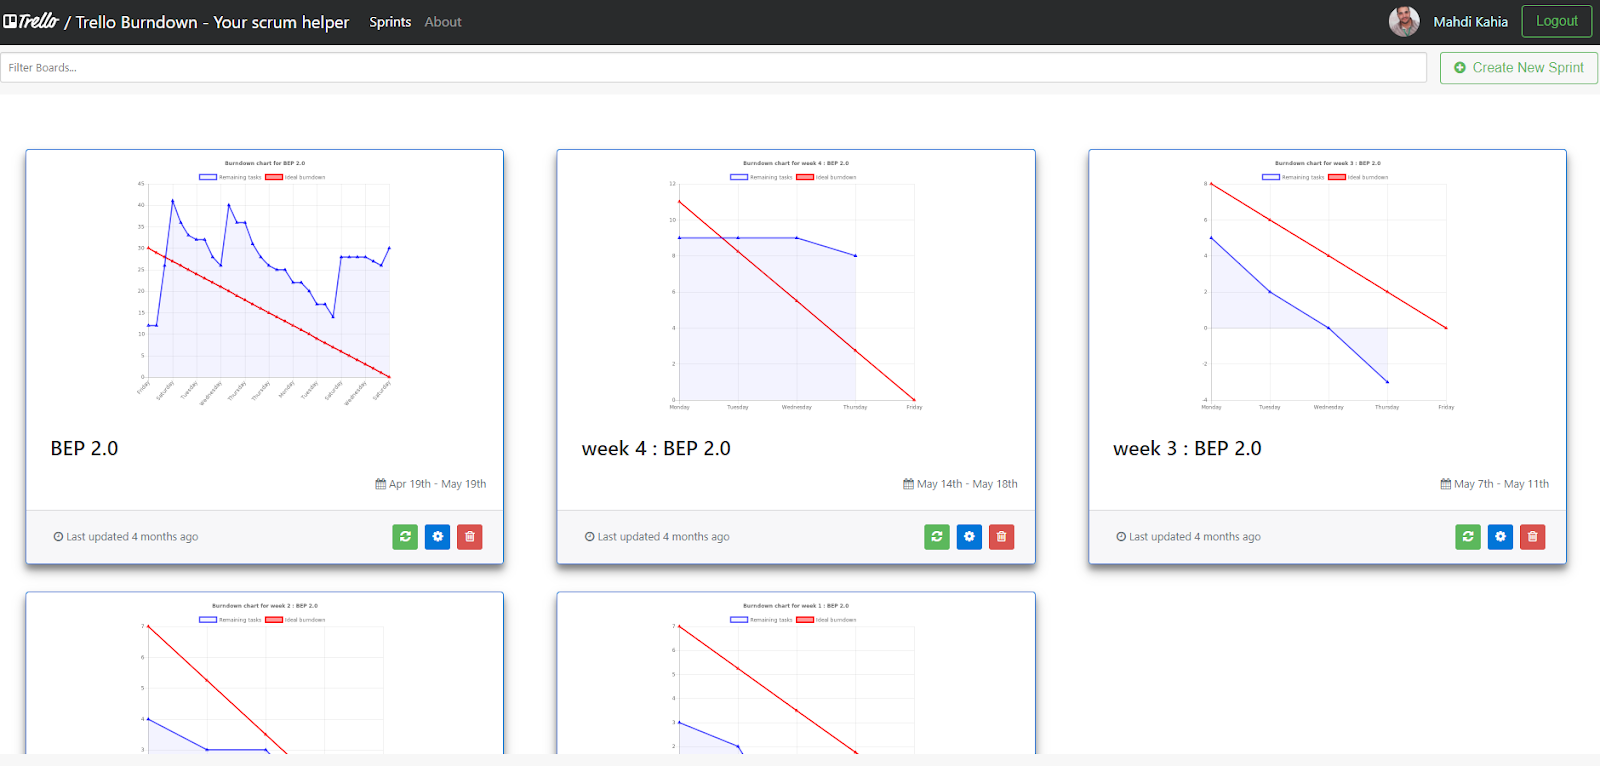 Trello / Trello Burndown - Your scrum helper Sprints About Mahdi Kahia Logout
Filter Boards... Create New Sprint
Burndown chart for BEP 2.0
Remaining tasks Ideal burndown
45
40
35
30
25
20
15
10
5
0
Friday Saturday Tuesday Wednesday Thursday Thursday Monday Tuesday Saturday Wednesday Saturday
BEP 2.0
Apr 19th - May 19th
Last updated 4 months ago
Burndown chart for week 4 : BEP 2.0
Remaining tasks Ideal burndown
12
10
8
6
4
2
0
Monday Tuesday Wednesday Thursday Friday
week 4 : BEP 2.0
May 14th - May 18th
Last updated 4 months ago
Burndown chart for week 3 : BEP 2.0
Remaining tasks Ideal burndown
8
6
4
2
0
-2
-4
Monday Tuesday Wednesday Thursday Friday
week 3 : BEP 2.0
May 7th - May 11th
Last updated 4 months ago
Burndown chart for week 2 : BEP 2.0
Remaining tasks Ideal burndown
7
6
5
4
3
Burndown chart for week 1 : BEP 2.0
Remaining tasks Ideal burndown
7
6
5
4
3
2